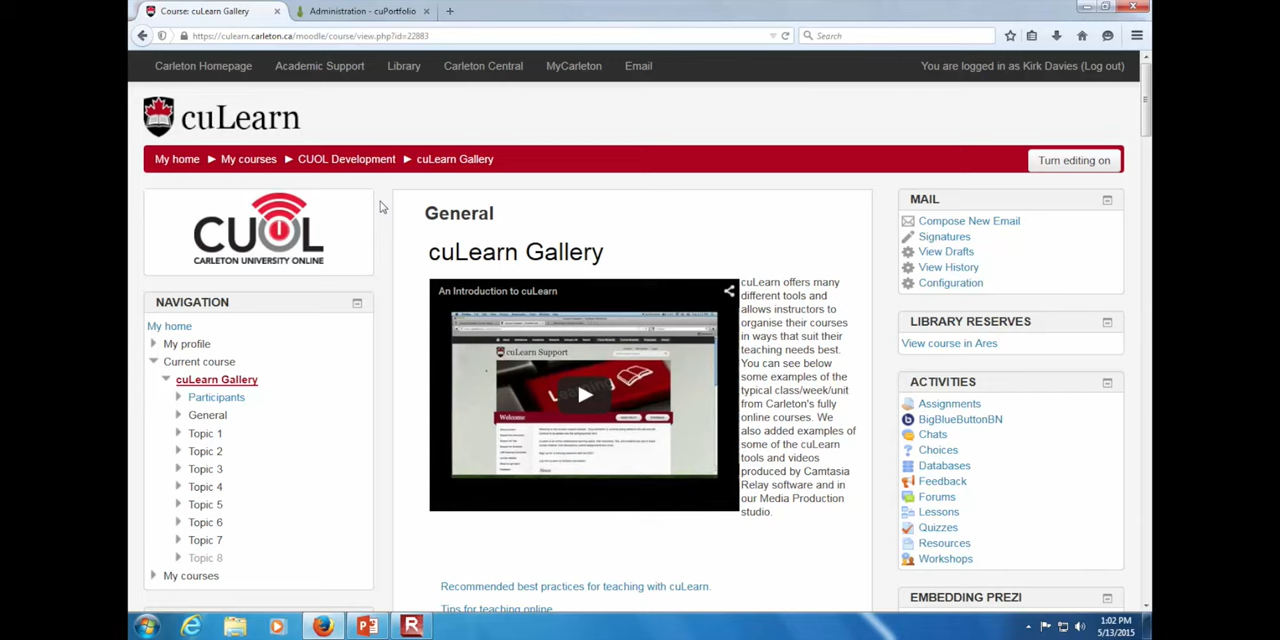 Course: cuLearn Gallery
Administration - cuPortfolio
https://culearn.carleton.ca/moodle/course/view.php?id=22883
Search
Carleton Homepage
Academic Support
Library
Carleton Central
MyCarleton
Email
You are logged in as Kirk Davies (Log out)
cuLearn
My home ► My courses ► CUOL Development ► cuLearn Gallery
Turn editing on
CUOL
CARLETON UNIVERSITY ONLINE
NAVIGATION
My home
My profile
Current course
cuLearn Gallery
Participants
General
Topic 1
Topic 2
Topic 3
Topic 4
Topic 5
Topic 6
Topic 7
Topic 8
My courses
General
cuLearn Gallery
An Introduction to cuLearn
cuLearn Support
Welcome
cuLearn offers many
different tools and
allows instructors to
organise their courses
in ways that suit their
teaching needs best.
You can see below
some examples of the
typical class/week/unit
from Carleton's fully
online courses. We
also added examples of
some of the cuLearn
tools and videos
produced by Camtasia
Relay software and in
our Media Production
studio.
Recommended best practices for teaching with cuLearn.
Tips for teaching online
MAIL
Compose New Email
Signatures
View Drafts
View History
Configuration
LIBRARY RESERVES
View course in Ares
ACTIVITIES
Assignments
BigBlueButtonBN
Chats
Choices
Databases
Feedback
Forums
Lessons
Quizzes
Resources
Workshops
EMBEDDING PREZI
1:02 PM
5/13/2015